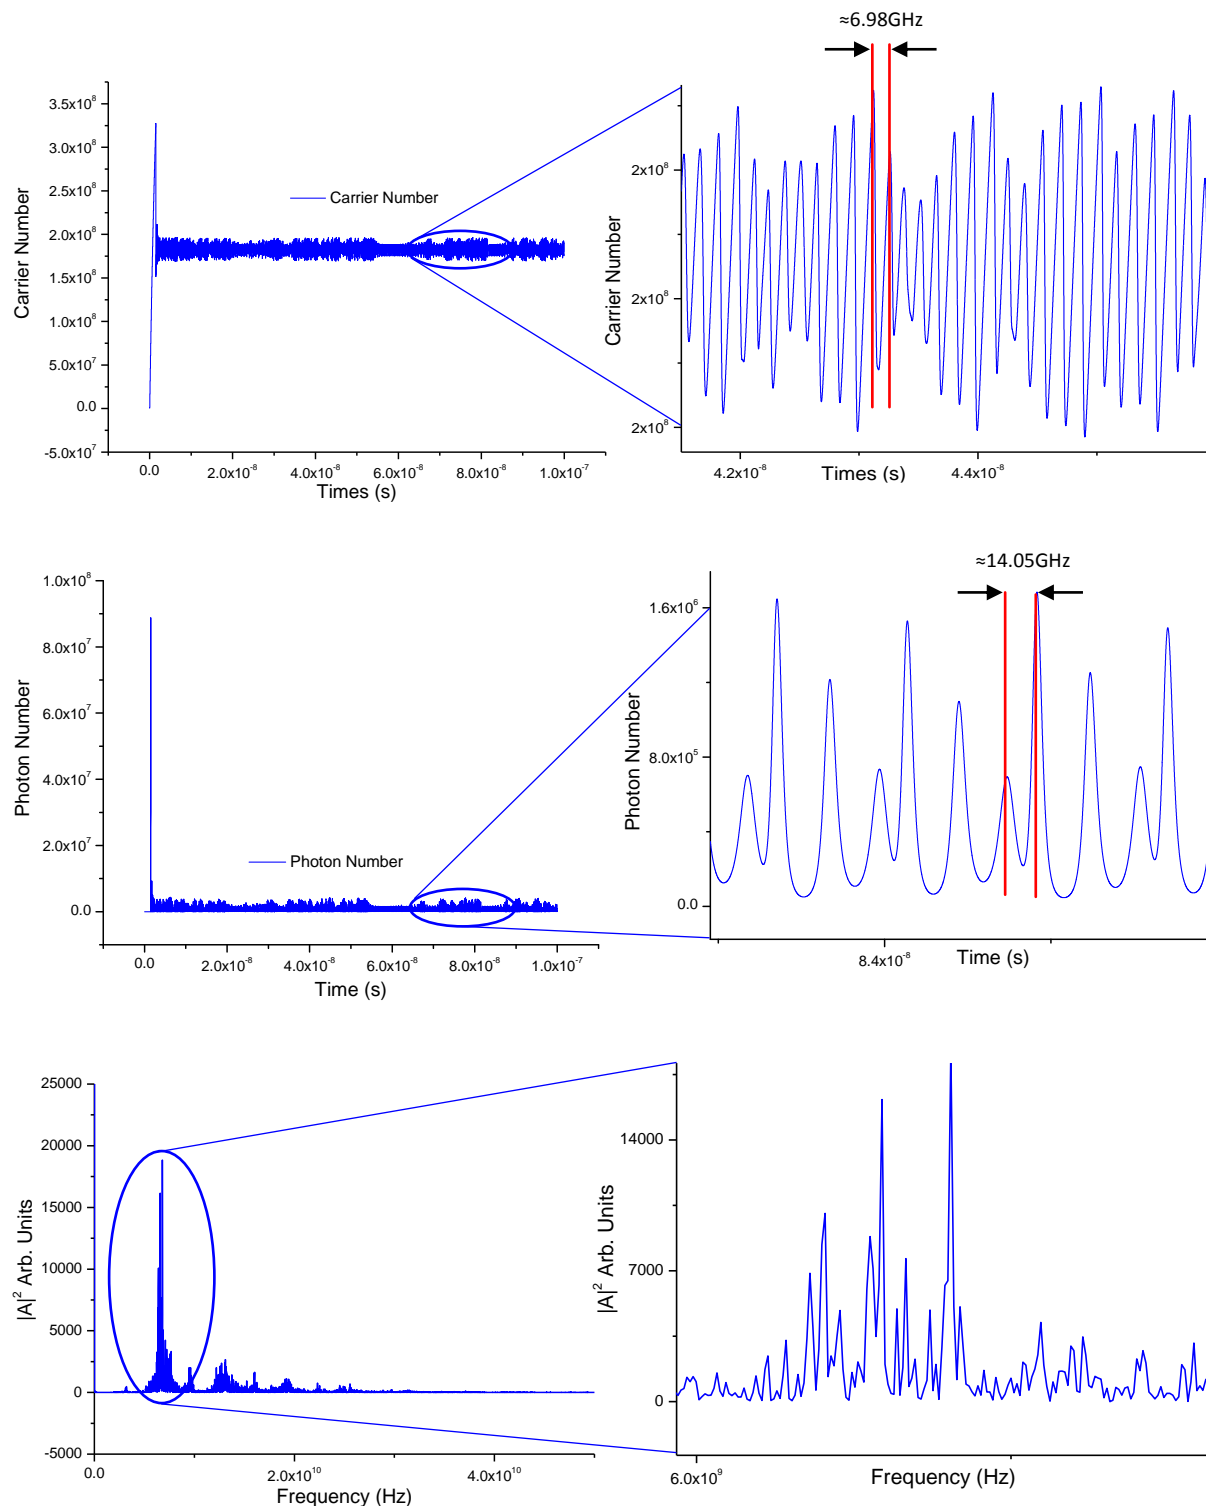 ≈6.98GHz
3.5x10⁸
3.0x10⁸
2.5x10⁸
2.0x10⁸
1.5x10⁸
1.0x10⁸
5.0x10⁷
0.0
-5.0x10⁷
Carrier Number
Carrier Number
0.0
2.0x10⁻⁸
4.0x10⁻⁸
6.0x10⁻⁸
8.0x10⁻⁸
1.0x10⁻⁷
Times (s)
2x10⁸
2x10⁸
2x10⁸
Carrier Number
4.2x10⁻⁸
4.4x10⁻⁸
Times (s)
≈14.05GHz
1.0x10⁸
8.0x10⁷
6.0x10⁷
4.0x10⁷
2.0x10⁷
0.0
Photon Number
Photon Number
0.0
2.0x10⁻⁸
4.0x10⁻⁸
6.0x10⁻⁸
8.0x10⁻⁸
1.0x10⁻⁷
Time (s)
1.6x10⁶
8.0x10⁵
0.0
Photon Number
8.4x10⁻⁸
Time (s)
25000
20000
15000
10000
5000
0
-5000
|A|² Arb. Units
0.0
2.0x10¹⁰
4.0x10¹⁰
Frequency (Hz)
14000
7000
0
|A|² Arb. Units
6.0x10⁹
Frequency (Hz)